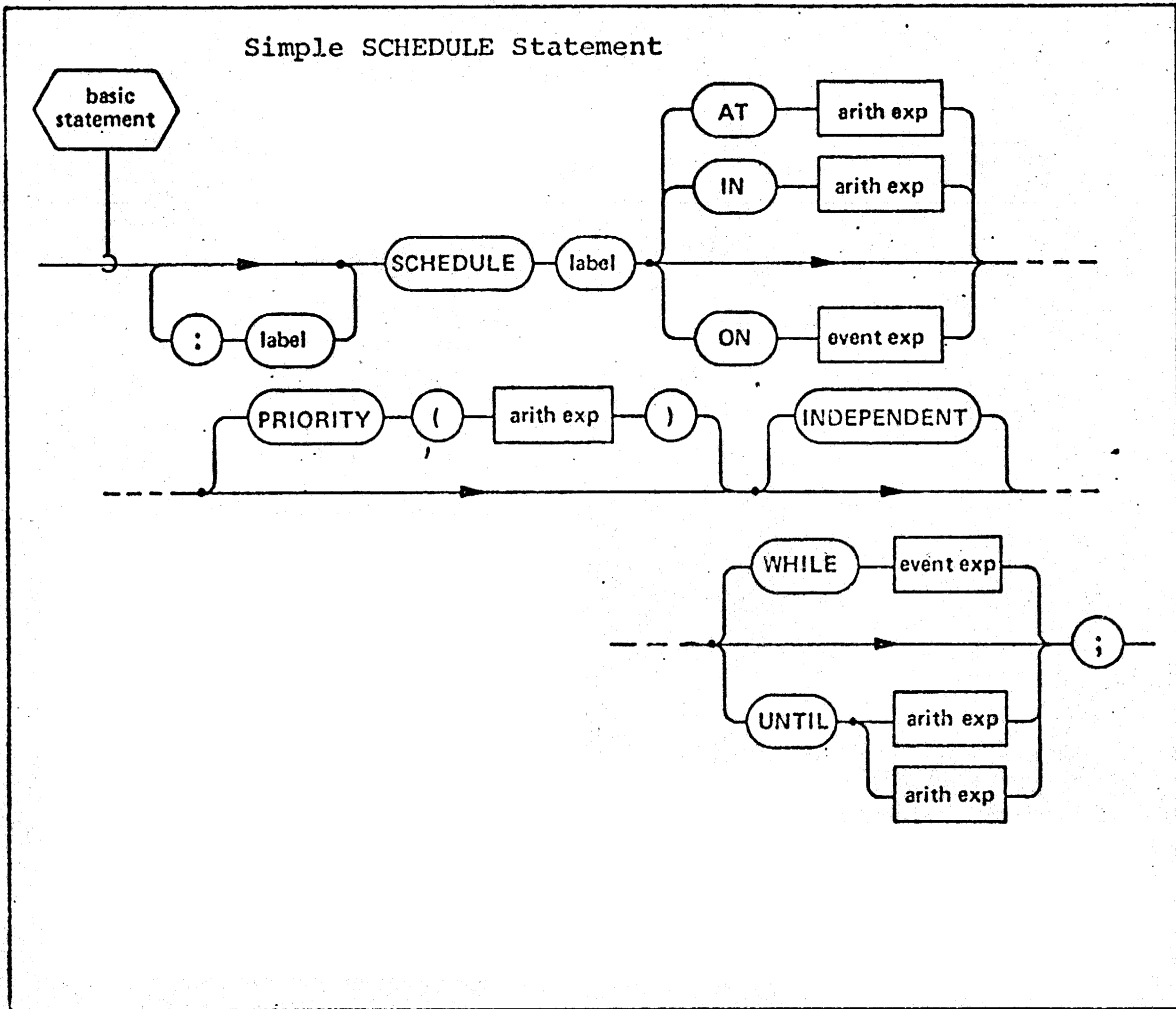 Simple SCHEDULE Statement
basic
statement
AT arith exp
IN arith exp
SCHEDULE label
: label
ON event exp
PRIORITY ( arith exp ) INDEPENDENT
WHILE event exp
;
UNTIL arith exp
arith exp